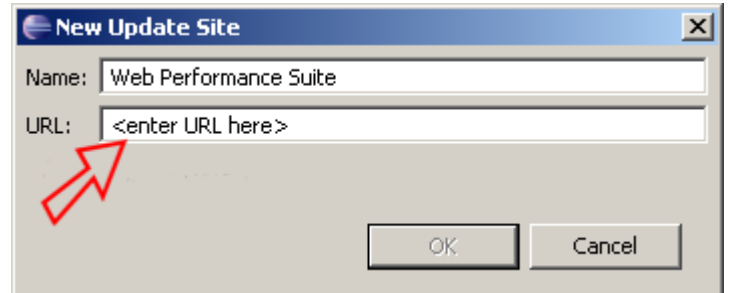 New Update Site
Name: Web Performance Suite
URL: <enter URL here>
OK Cancel